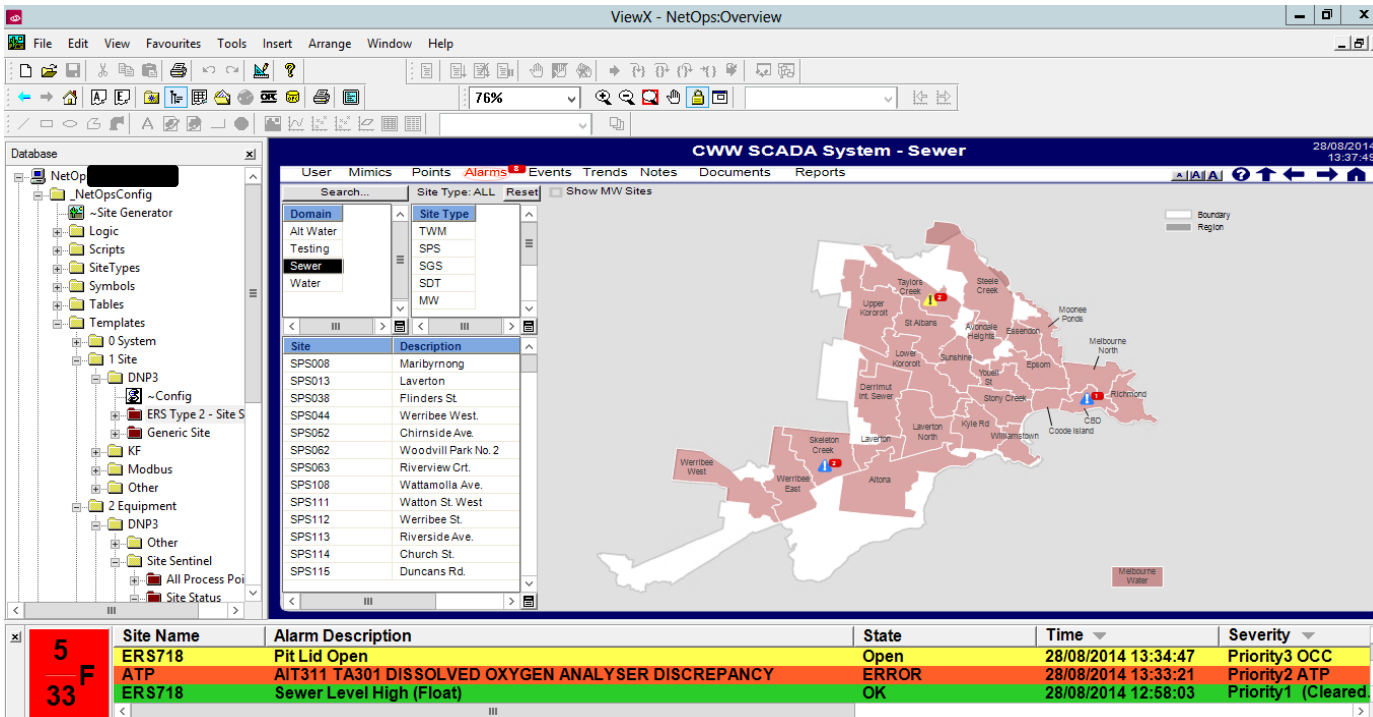 ViewX - NetOps:Overview
File Edit View Favourites Tools Insert Arrange Window Help
76%
Database
NetOp
_NetOpsConfig
~Site Generator
Logic
Scripts
SiteTypes
Symbols
Tables
Templates
0 System
1 Site
DNP3
~Config
ERS Type 2 - Site S
Generic Site
KF
Modbus
Other
2 Equipment
DNP3
Other
Site Sentinel
All Process Poi
Site Status
CWW SCADA System - Sewer
28/08/2014
13:37:49
User Mimics Points Alarms 8 Events Trends Notes Documents Reports
A A A
Search... Site Type: ALL Reset Show MW Sites
Domain
Alt Water
Testing
Sewer
Water
Site Type
TWM
SPS
SGS
SDT
MW
Site Description
SPS008 Maribyrnong
SPS013 Laverton
SPS038 Flinders St.
SPS044 Werribee West.
SPS052 Chirnside Ave.
SPS062 Woodvill Park No. 2
SPS063 Riverview Crt.
SPS108 Wattamolla Ave.
SPS111 Watton St. West
SPS112 Werribee St.
SPS113 Riverside Ave.
SPS114 Church St.
SPS115 Duncans Rd.
Boundary
Region
Taylors
Creek
2
Steele
Creek
Upper
Kororoit
St Albans
Avondale
Heights
Essendon
Moonee
Ponds
Melbourne
North
Lower
Kororoit
Sunshine
Youell
St
Epsom
Derrimut
Int. Sewer
Stony Creek
1
Richmond
CBD
Coode Island
Laverton
North
Kyle Rd
Williamstown
Skeleton
Creek
2
Laverton
Werribee
West
Werribee
East
Altona
Melbourne
Water
5
33
F
Site Name Alarm Description State Time Severity
ERS718 Pit Lid Open Open 28/08/2014 13:34:47 Priority3 OCC
ATP AIT311 TA301 DISSOLVED OXYGEN ANALYSER DISCREPANCY ERROR 28/08/2014 13:33:21 Priority2 ATP
ERS718 Sewer Level High (Float) OK 28/08/2014 12:58:03 Priority1 (Cleared.